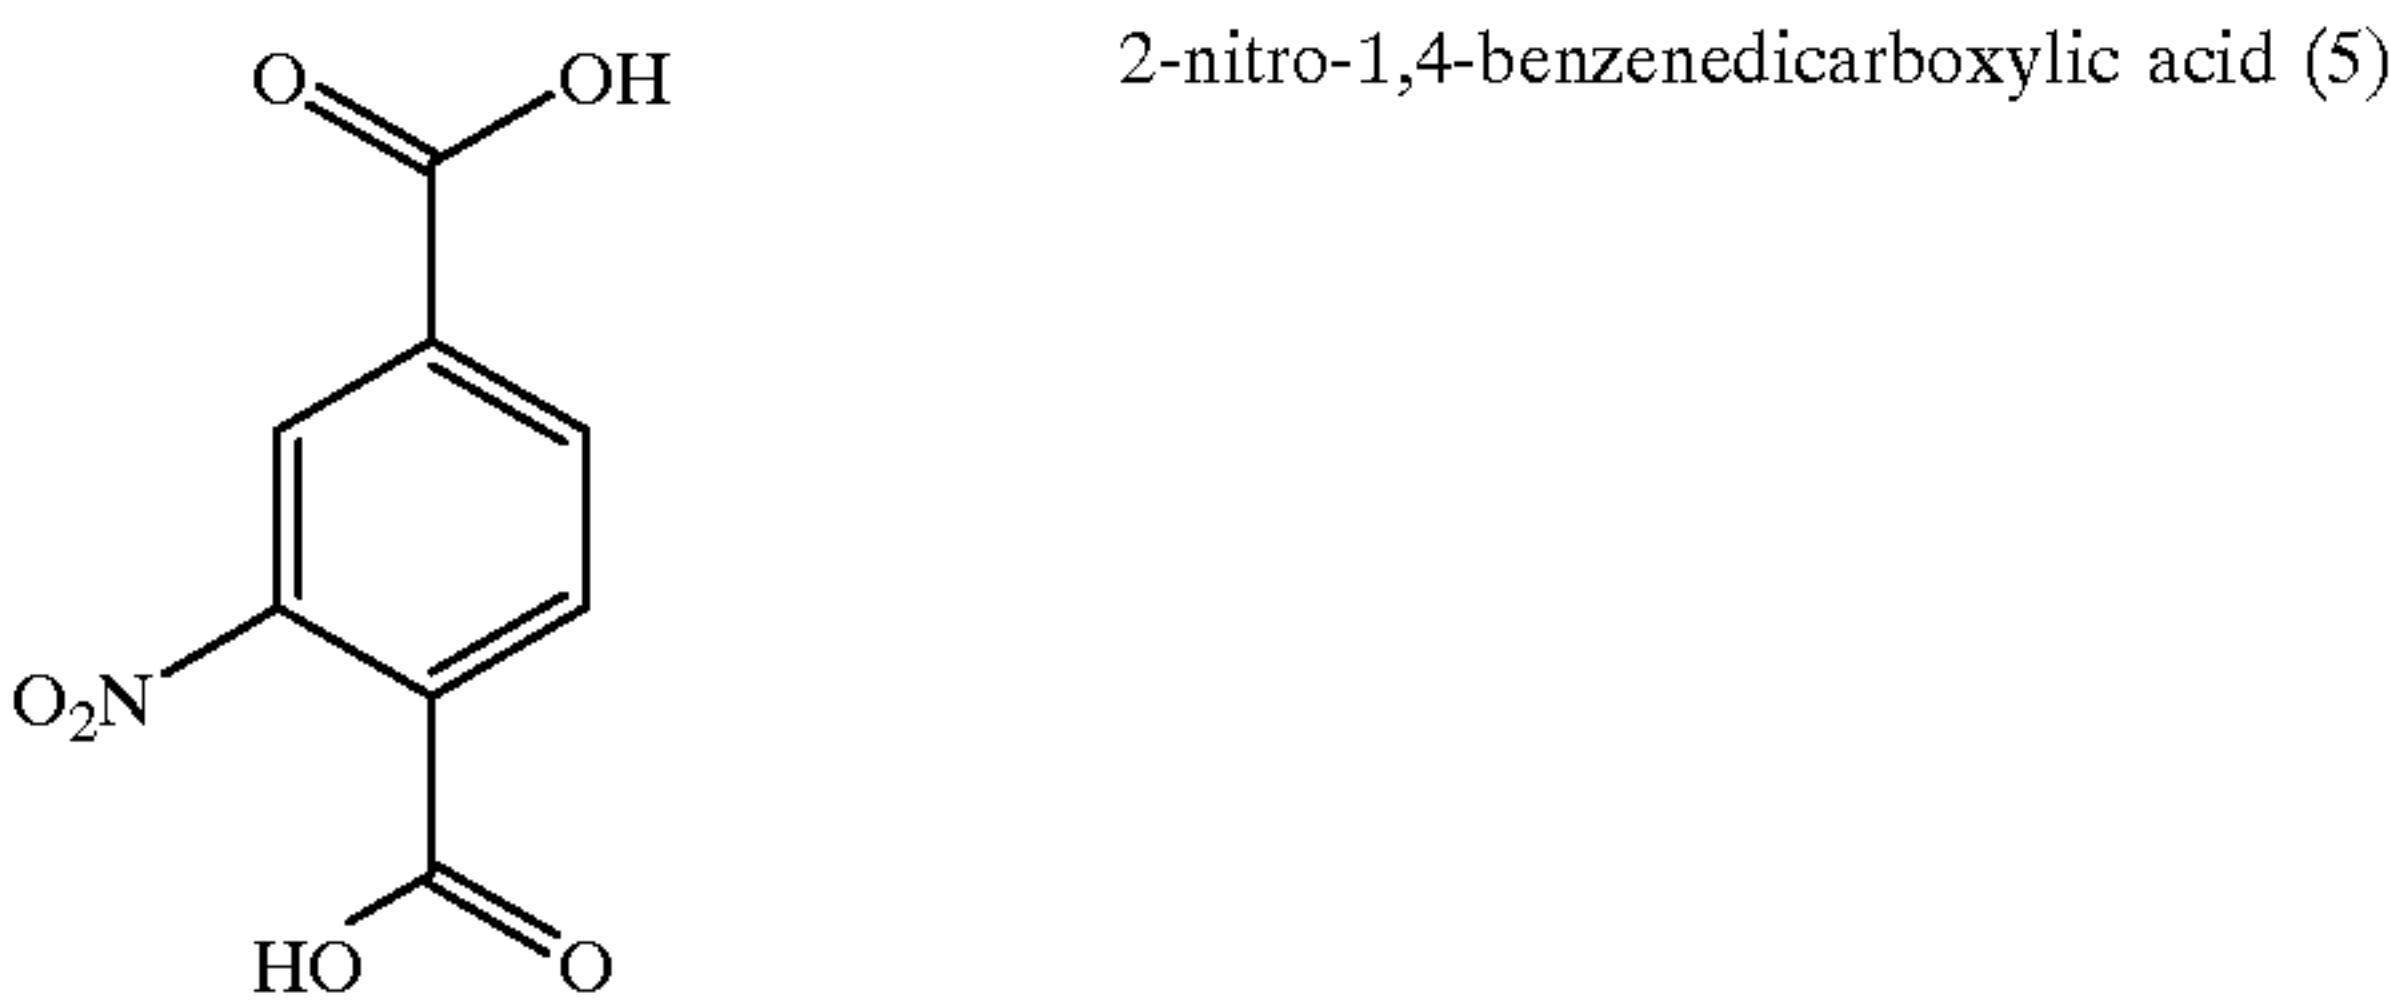 O OH 2-nitro-1,4-benzenedicarboxylic acid (5)
O₂N
HO O